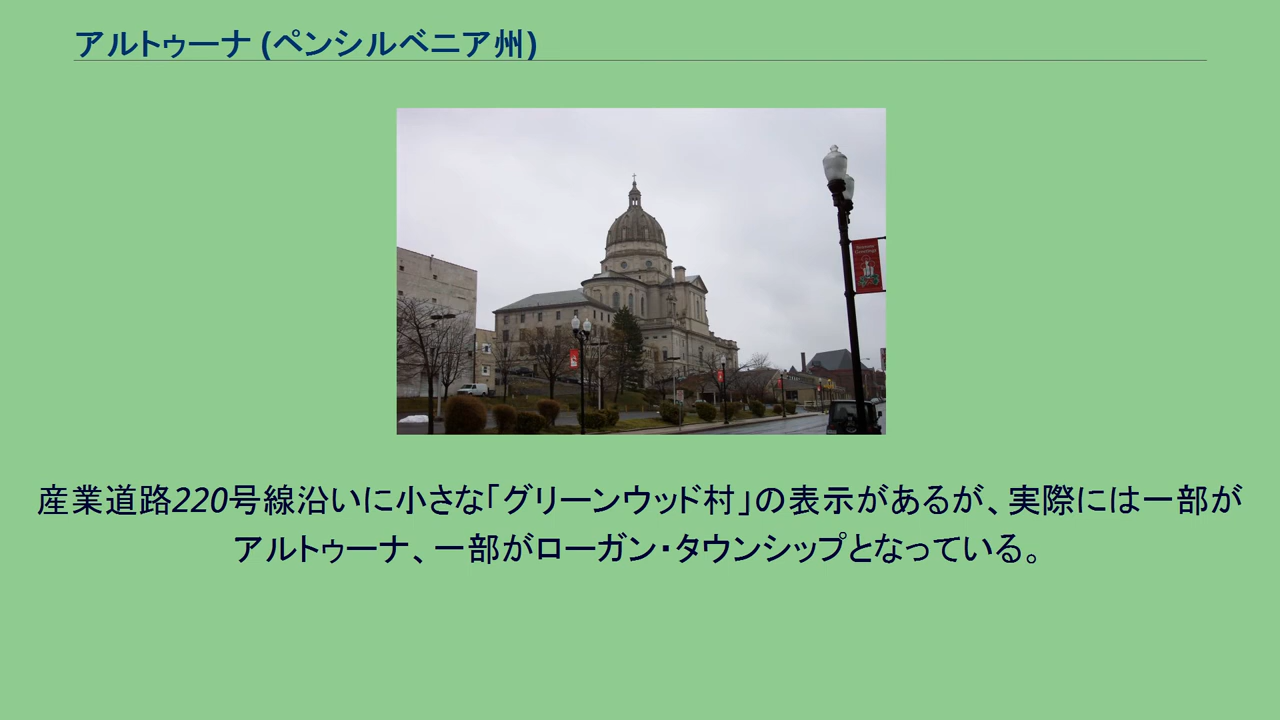 アルトゥーナ (ペンシルベニア州)
産業道路220号線沿いに小さな「グリーンウッド村」の表示があるが、実際には一部が
アルトゥーナ、一部がローガン・タウンシップとなっている。